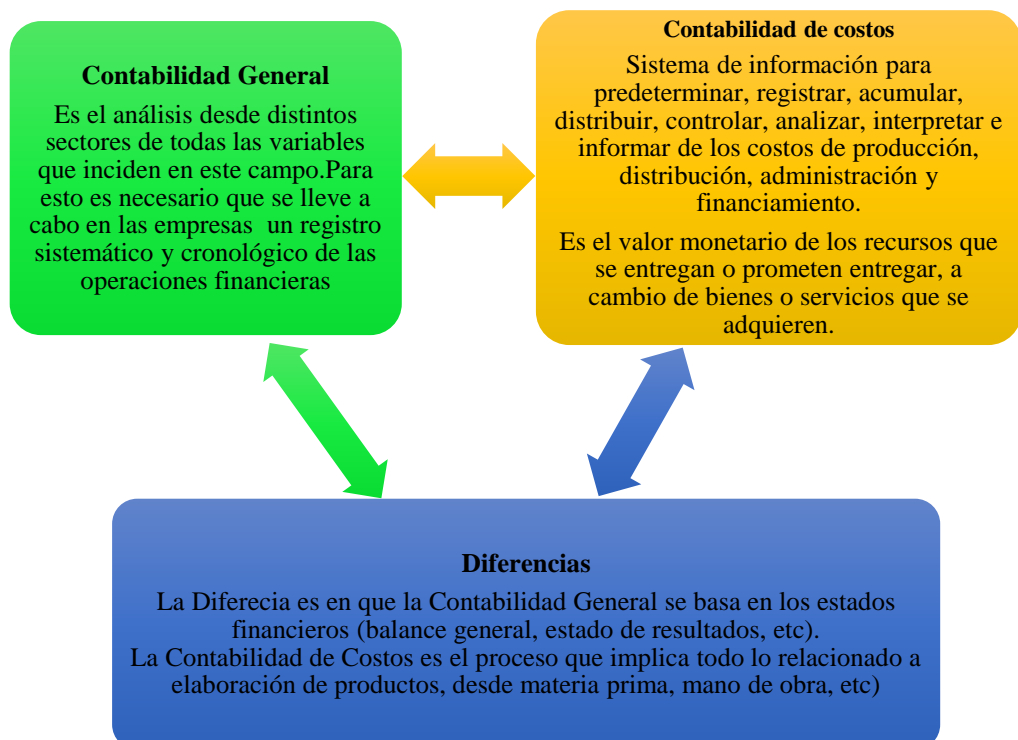 Contabilidad General
Es el análisis desde distintos
sectores de todas las variables
que inciden en este campo.Para
esto es necesario que se lleve a
cabo en las empresas un registro
sistemático y cronológico de las
operaciones financieras
Contabilidad de costos
Sistema de información para
predeterminar, registrar, acumular,
distribuir, controlar, analizar, interpretar e
informar de los costos de producción,
distribución, administración y
financiamiento.
Es el valor monetario de los recursos que
se entregan o prometen entregar, a
cambio de bienes o servicios que se
adquieren.
Diferencias
La Diferecia es en que la Contabilidad General se basa en los estados
financieros (balance general, estado de resultados, etc).
La Contabilidad de Costos es el proceso que implica todo lo relacionado a
elaboración de productos, desde materia prima, mano de obra, etc)